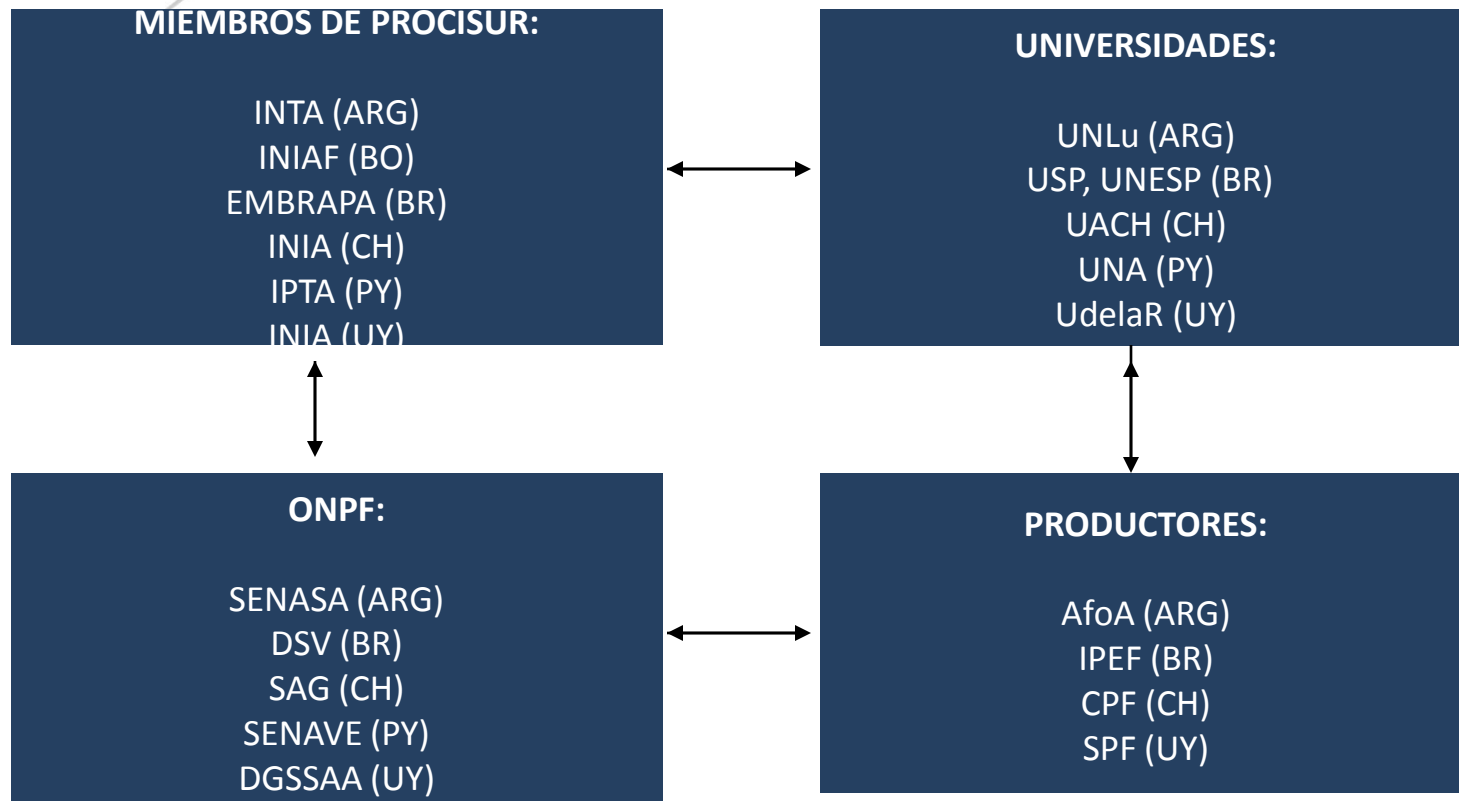 MIEMBROS DE PROCISUR:
INTA (ARG)
INIAF (BO)
EMBRAPA (BR)
INIA (CH)
IPTA (PY)
INIA (UY)
UNIVERSIDADES:
UNLu (ARG)
USP, UNESP (BR)
UACH (CH)
UNA (PY)
UdelaR (UY)
ONPF:
SENASA (ARG)
DSV (BR)
SAG (CH)
SENAVE (PY)
DGSSAA (UY)
PRODUCTORES:
AfoA (ARG)
IPEF (BR)
CPF (CH)
SPF (UY)